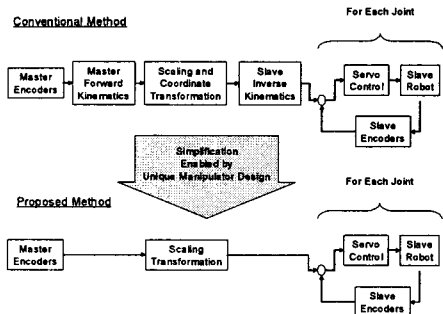 For Each Joint
Conventional Method
Master
Encoders
Master
Forward
Kinematics
Scaling and
Coordinate
Transformation
Slave
Inverse
Kinematics
Servo
Control
Slave
Robot
Slave
Encoders
Simplification
Enabled by
Unique Manipulator Design
For Each Joint
Proposed Method
Master
Encoders
Scaling
Transformation
Servo
Control
Slave
Robot
Slave
Encoders